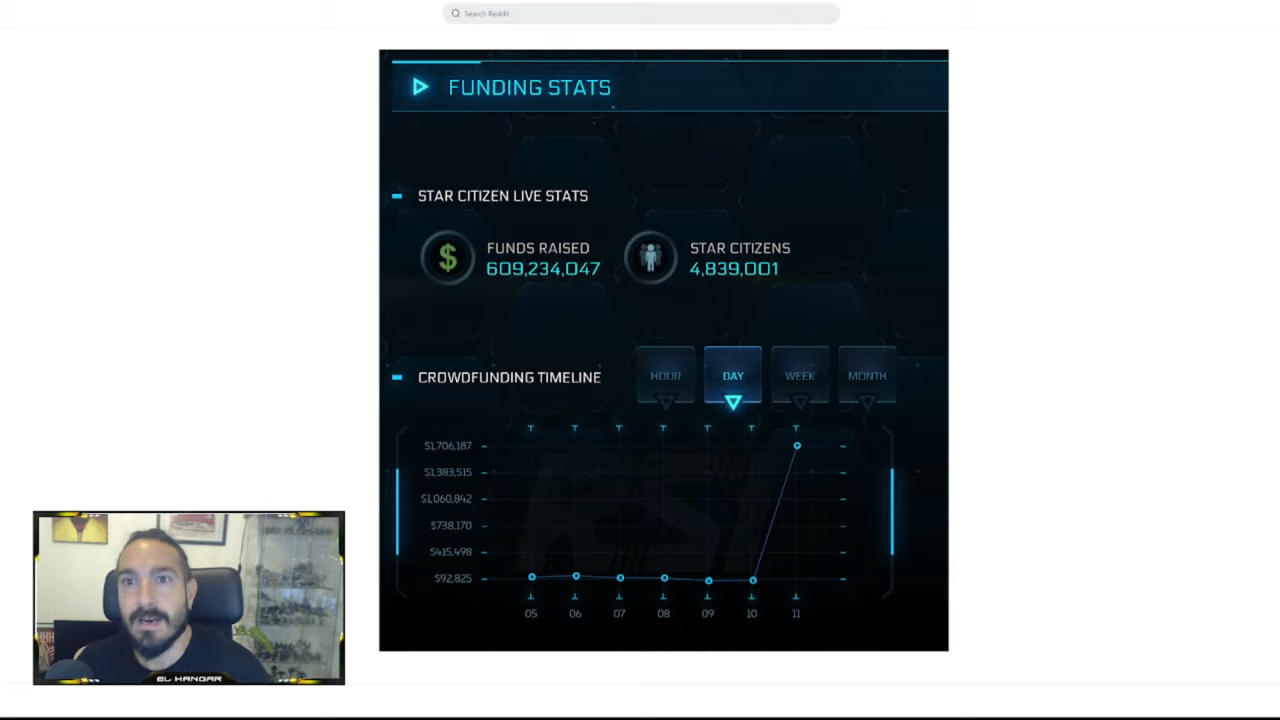 Search Reddit
FUNDING STATS
STAR CITIZEN LIVE STATS
FUNDS RAISED
609,234,047
STAR CITIZENS
4,839,001
CROWDFUNDING TIMELINE
HOUR
DAY
WEEK
MONTH
$1,706,187
$1,383,515
$1,060,842
$738,170
$415,498
$92,825
05 06 07 08 09 10 11
RSI
EL HANGAR